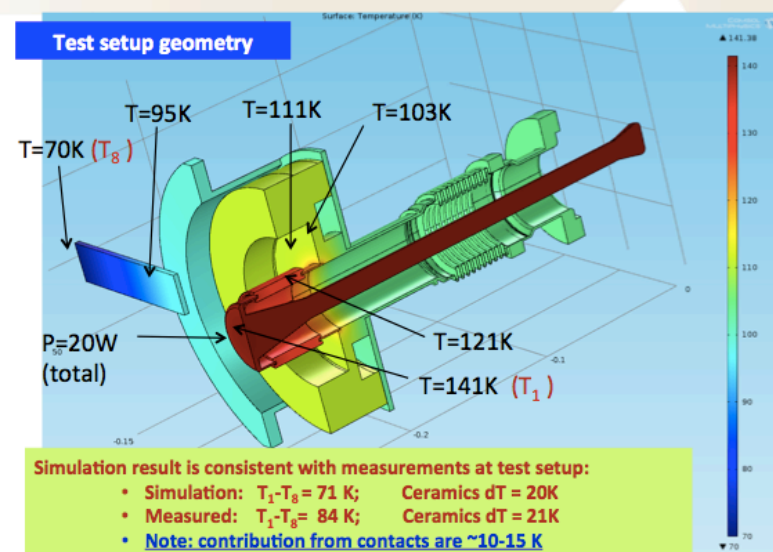 Surface: Temperature (K)
Test setup geometry
▲ 141.38
T=95K
T=111K
T=103K
T=70K (T₈)
P=20W
(total)
T=121K
T=141K (T₁)
0
-0.1
-0.15
-0.2
140
130
120
110
100
90
80
70
▼ 70
Simulation result is consistent with measurements at test setup:
• Simulation: T₁-T₈ = 71 K; Ceramics dT = 20K
• Measured: T₁-T₈= 84 K; Ceramics dT = 21K
• Note: contribution from contacts are ~10-15 K